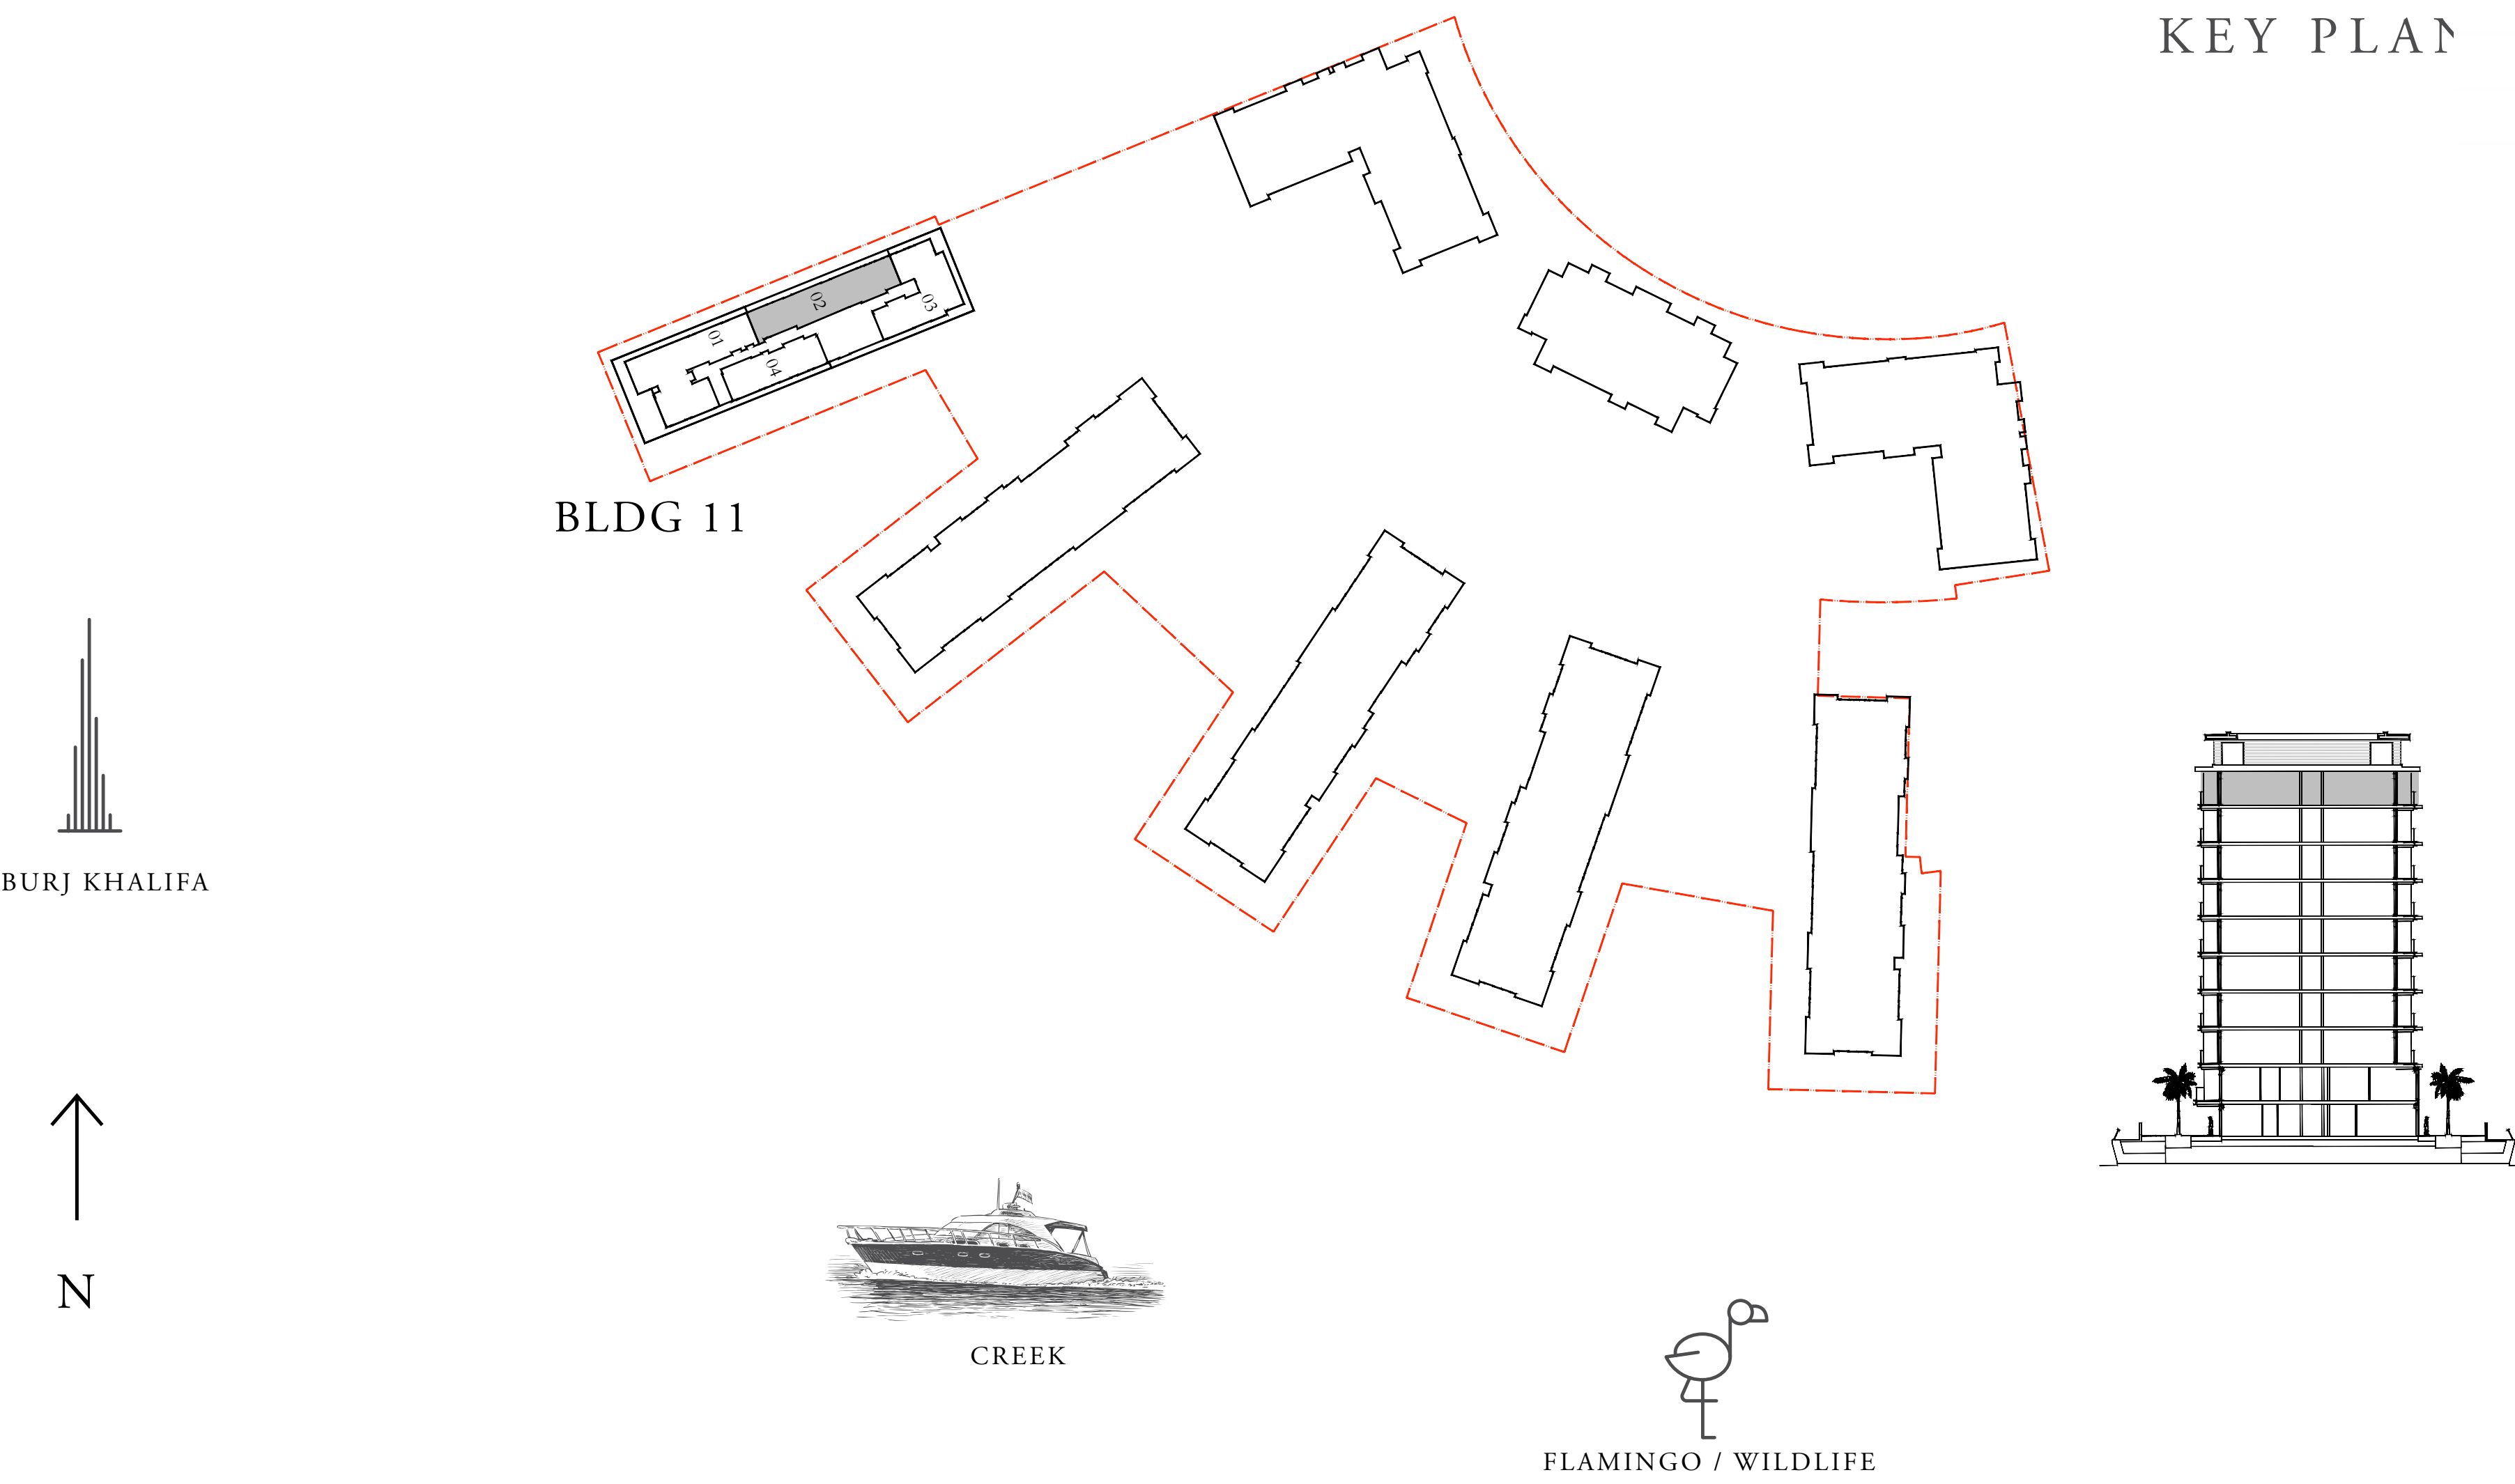 KEY PLAN
02
03
01
04
BLDG 11
BURJ KHALIFA
N
CREEK
FLAMINGO / WILDLIFE